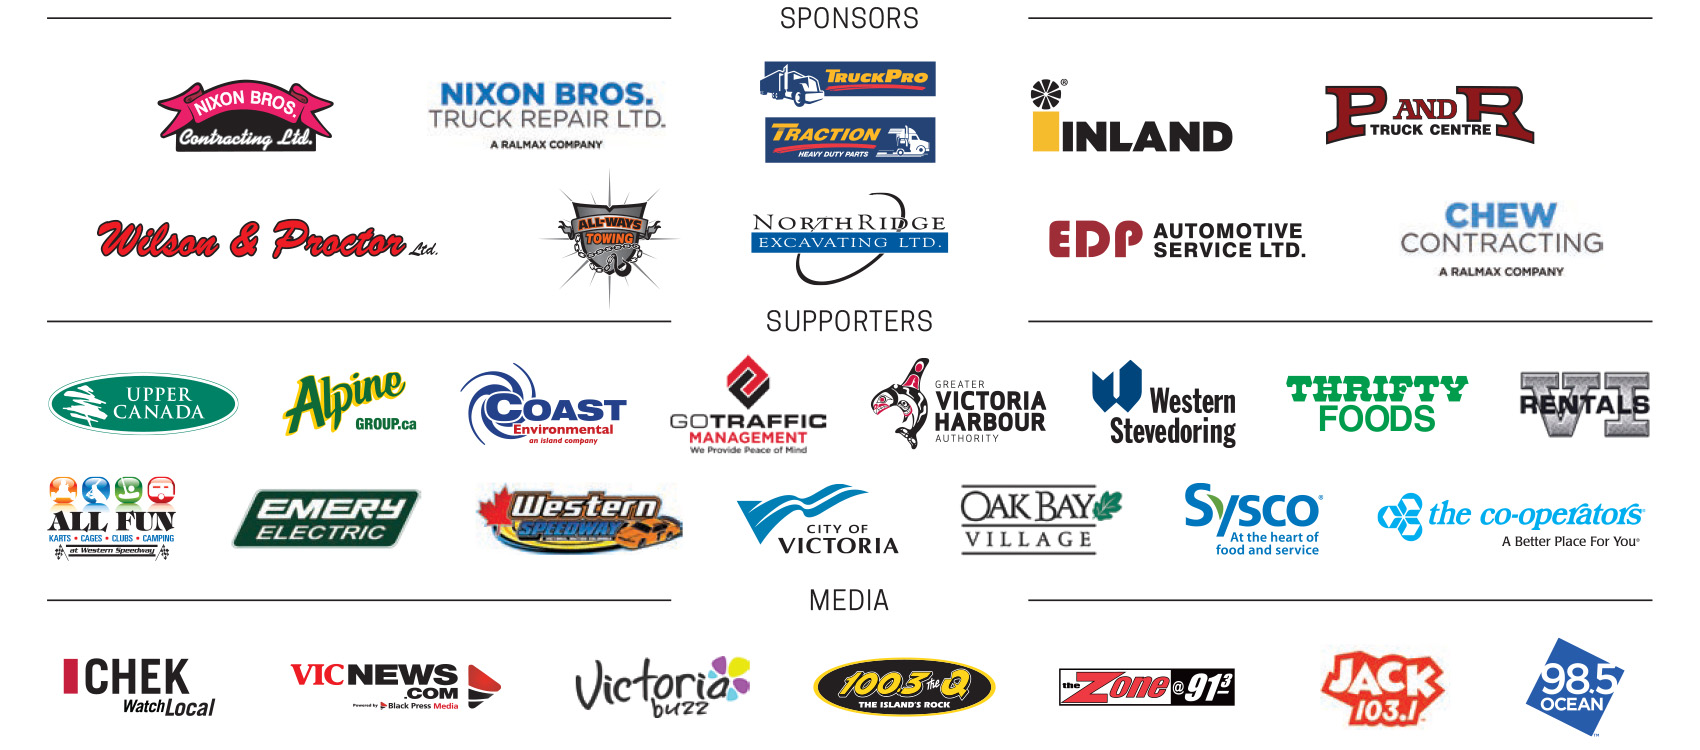 SPONSORS
NIXON BROS.
Contracting Ltd.
NIXON BROS.
TRUCK REPAIR LTD.
A RALMAX COMPANY
TRUCKPRO
TRACTION
HEAVY DUTY PARTS
INLAND
®
P AND R
TRUCK CENTRE
Wilson & Proctor Ltd.
ALL-WAYS
TOWING
NORTHRIDGE
EXCAVATING LTD.
EDP
AUTOMOTIVE
SERVICE LTD.
CHEW
CONTRACTING
A RALMAX COMPANY
SUPPORTERS
UPPER
CANADA
Alpine
GROUP.ca
COAST
Environmental
an island company
GOTRAFFIC
MANAGEMENT
We Provide Peace of Mind
GREATER
VICTORIA
HARBOUR
AUTHORITY
Western
Stevedoring
THRIFTY
FOODS
VI
RENTALS
ALL FUN
KARTS • CAGES • CLUBS • CAMPING
at Western Speedway
EMERY
ELECTRIC
Western
SPEEDWAY
CITY OF
VICTORIA
OAK BAY
VILLAGE
Sysco®
At the heart of
food and service
the co-operators
A Better Place For You®
MEDIA
CHEK
Watch Local
VICNEWS
.COM
Powered by Black Press Media
Victoria
buzz
100.3 the Q
THE ISLAND'S ROCK
the Zone @ 91.3
JACK
103.1
98.5
OCEAN